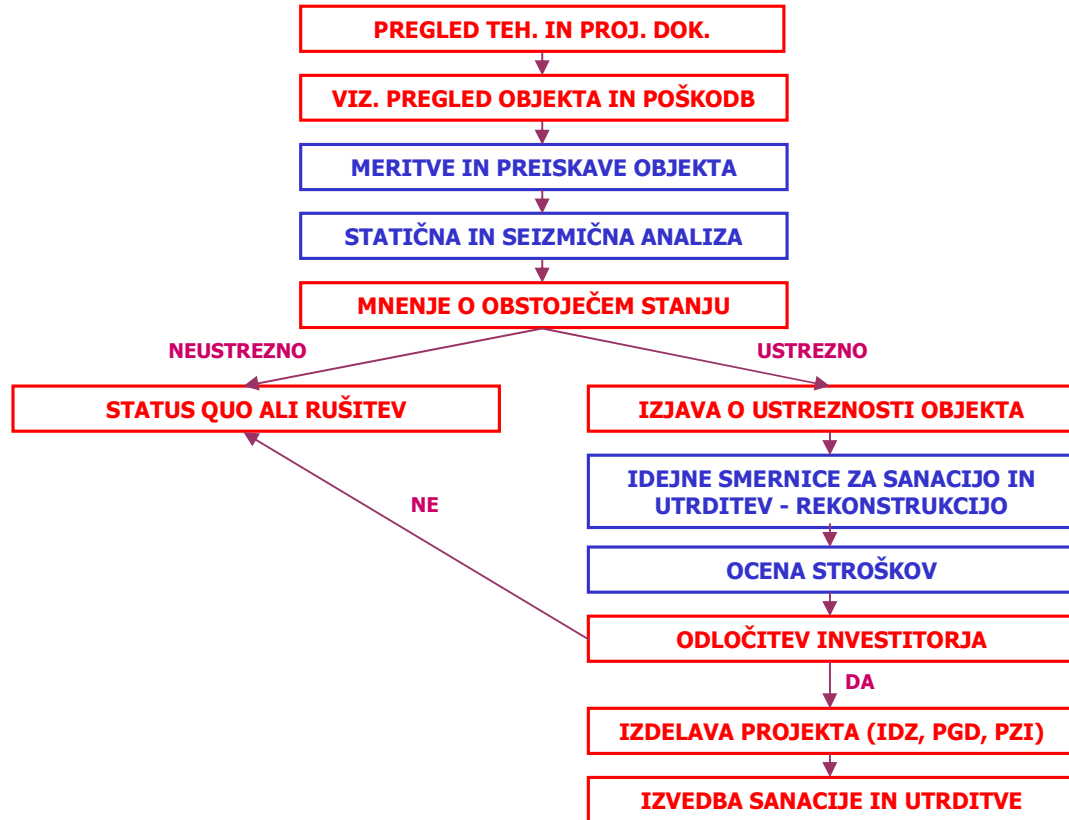 PREGLED TEH. IN PROJ. DOK.
VIZ. PREGLED OBJEKTA IN POŠKODB
MERITVE IN PREISKAVE OBJEKTA
STATIČNA IN SEIZMIČNA ANALIZA
MNENJE O OBSTOJEČEM STANJU
NEUSTREZNO
USTREZNO
STATUS QUO ALI RUŠITEV
IZJAVA O USTREZNOSTI OBJEKTA
IDEJNE SMERNICE ZA SANACIJO IN
UTRDITEV - REKONSTRUKCIJO
NE
OCENA STROŠKOV
ODLOČITEV INVESTITORJA
DA
IZDELAVA PROJEKTA (IDZ, PGD, PZI)
IZVEDBA SANACIJE IN UTRDITVE